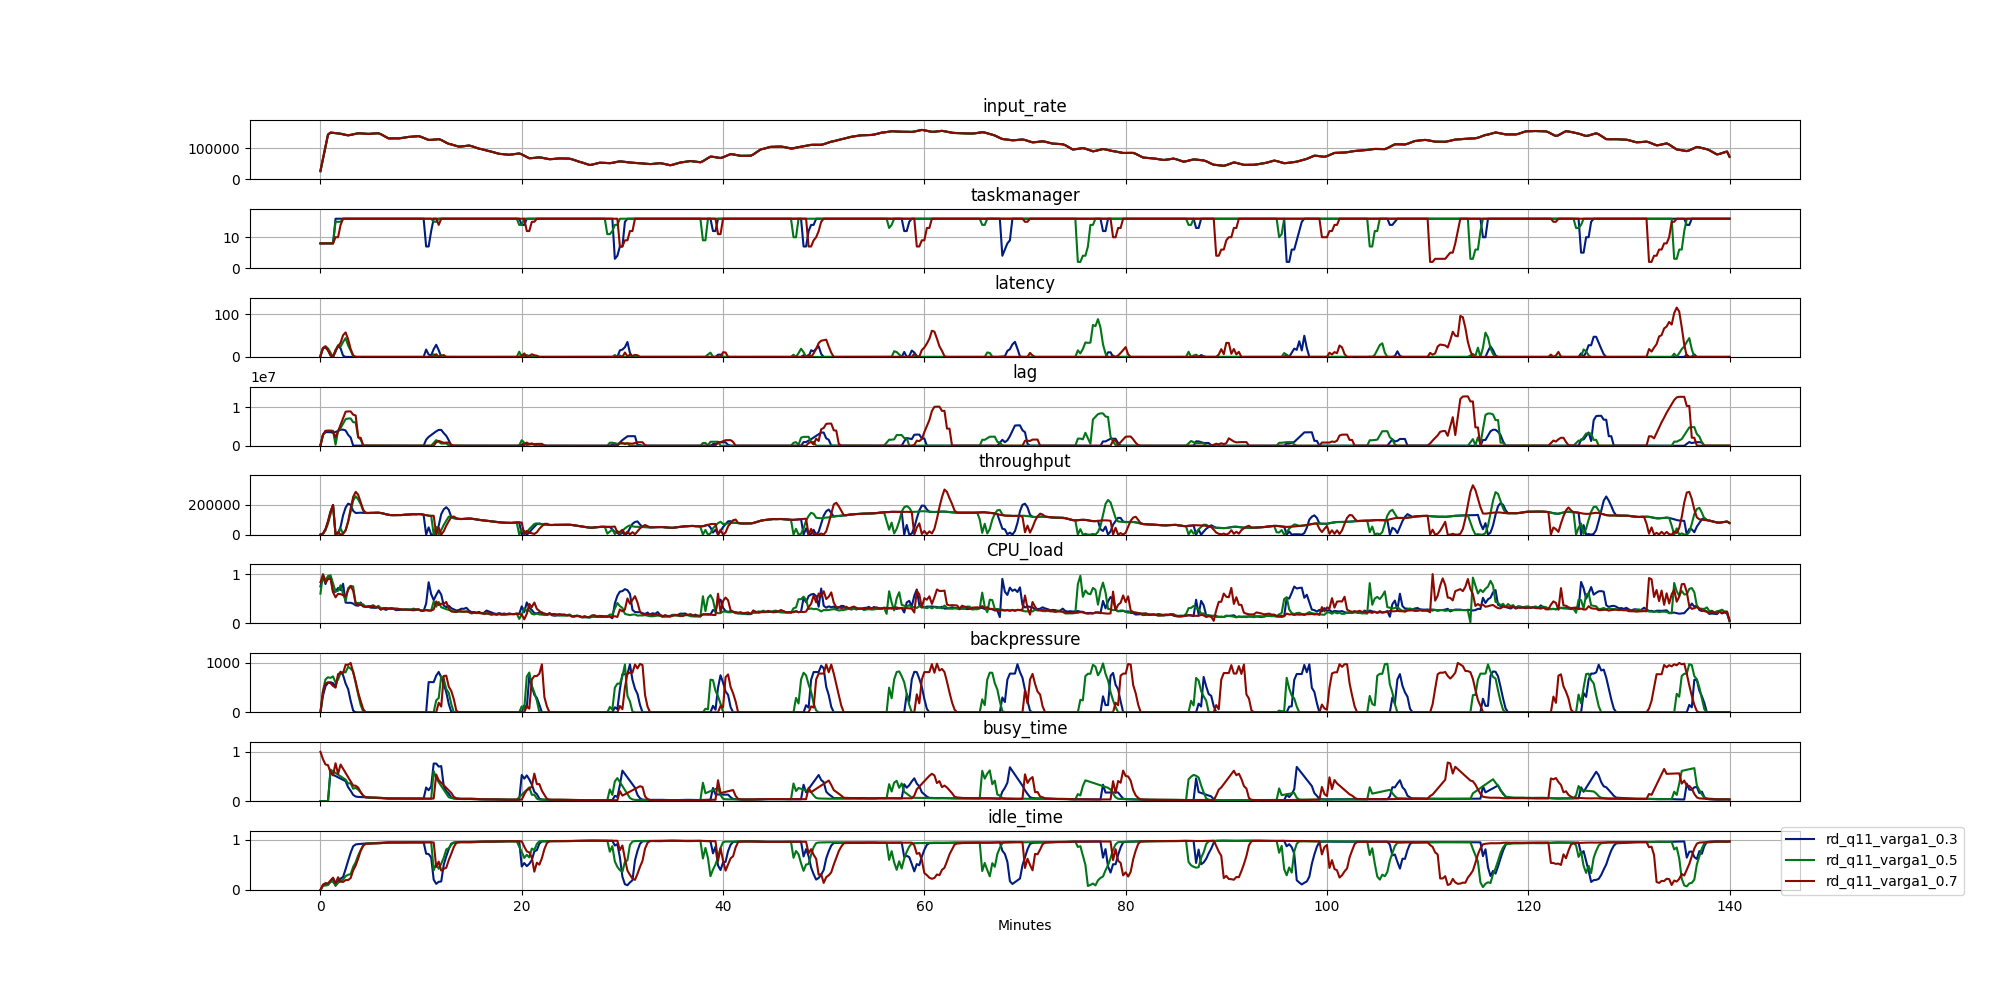 input_rate
100000
0
taskmanager
10
0
latency
100
0
1e7
lag
1
0
throughput
200000
0
CPU_load
1
0
backpressure
1000
0
busy_time
1
0
idle_time
1
0
0 20 40 60 80 100 120 140
Minutes
rd_q11_varga1_0.3
rd_q11_varga1_0.5
rd_q11_varga1_0.7